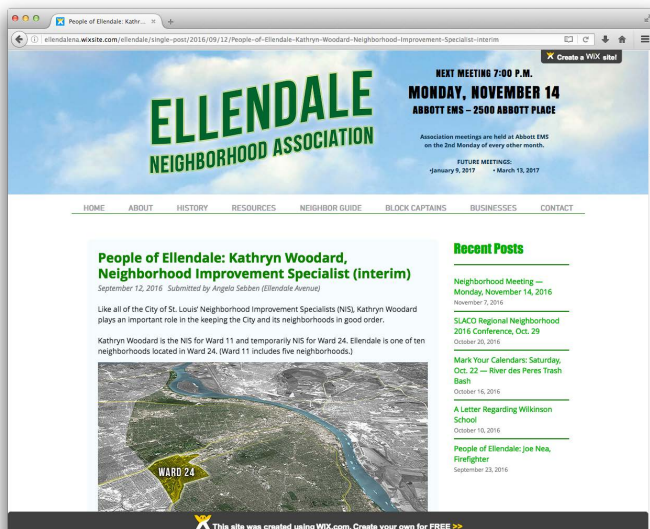 People of Ellendale: Kathr...
ellendalena.wixsite.com/ellendale/single-post/2016/09/12/People-of-Ellendale-Kathryn-Woodard-Neighborhood-Improvement-Specialist-interim
Create a WiX site!
ELLENDALE
NEIGHBORHOOD ASSOCIATION
NEXT MEETING 7:00 P.M.
MONDAY, NOVEMBER 14
ABBOTT EMS – 2500 ABBOTT PLACE
Association meetings are held at Abbott EMS
on the 2nd Monday of every other month.
FUTURE MEETINGS:
•January 9, 2017 • March 13, 2017
HOME ABOUT HISTORY RESOURCES NEIGHBOR GUIDE BLOCK CAPTAINS BUSINESSES CONTACT
People of Ellendale: Kathryn Woodard,
Neighborhood Improvement Specialist (interim)
September 12, 2016 Submitted by Angela Sebben (Ellendale Avenue)
Like all of the City of St. Louis' Neighborhood Improvement Specialists (NIS), Kathryn Woodard
plays an important role in the keeping the City and its neighborhoods in good order.
Kathryn Woodard is the NIS for Ward 11 and temporarily NIS for Ward 24. Ellendale is one of ten
neighborhoods located in Ward 24. (Ward 11 includes five neighborhoods.)
WARD 24
Recent Posts
Neighborhood Meeting —
Monday, November 14, 2016
November 7, 2016
SLACO Regional Neighborhood
2016 Conference, Oct. 29
October 20, 2016
Mark Your Calendars: Saturday,
Oct. 22 — River des Peres Trash
Bash
October 16, 2016
A Letter Regarding Wilkinson
School
October 10, 2016
People of Ellendale: Joe Nea,
Firefighter
September 23, 2016
This site was created using WIX.com. Create your own for FREE >>